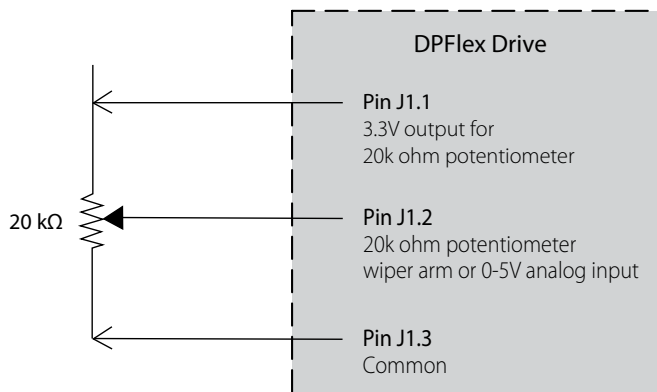 DPFlex Drive
Pin J1.1
3.3V output for
20k ohm potentiometer
20 kΩ
Pin J1.2
20k ohm potentiometer
wiper arm or 0-5V analog input
Pin J1.3
Common